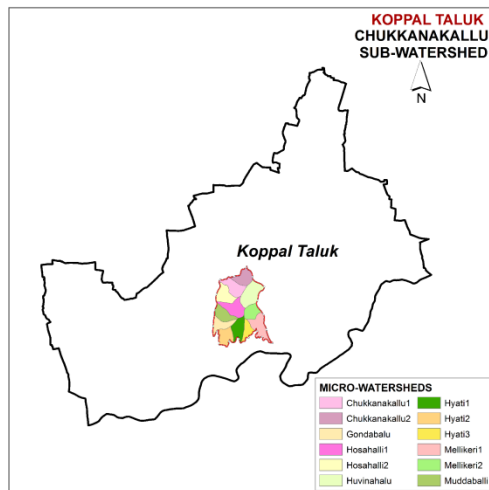 KOPPAL TALUK
CHUKKANAKALLU
SUB-WATERSHED
N
Koppal Taluk
MICRO-WATERSHEDS
Chukkanakallu1
Chukkanakallu2
Gondabalu
Hosahalli1
Hosahalli2
Huvinahalu
Hyati1
Hyati2
Hyati3
Mellikeri1
Mellikeri2
Muddaballi